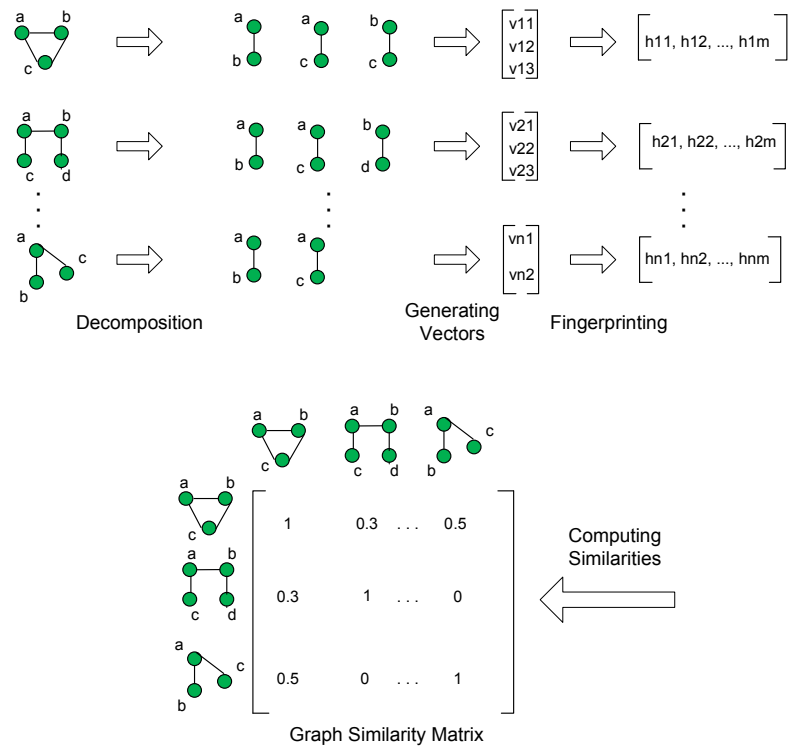 a b a a b v11
v12
v13 h11, h12, ..., h1m
c b c c
a b a a b v21
v22
v23 h21, h22, ..., h2m
c d b c d
. . .
a c a a vn1
vn2 hn1, hn2, ..., hnm
b b c
Decomposition
Generating
Vectors
Fingerprinting
a b a b a c
c c d b
a b
c
1 0.3 . . . 0.5
a b
c d
0.3 1 . . . 0
a c
b
0.5 0 . . . 1
Computing
Similarities
Graph Similarity Matrix